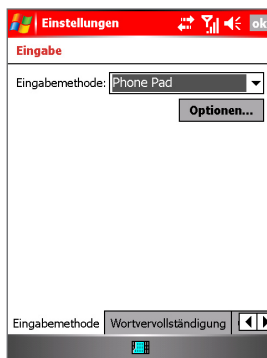 Einstellungen ok
Eingabe
Eingabemethode: Phone Pad
Optionen...
Eingabemethode Wortvervollständigung